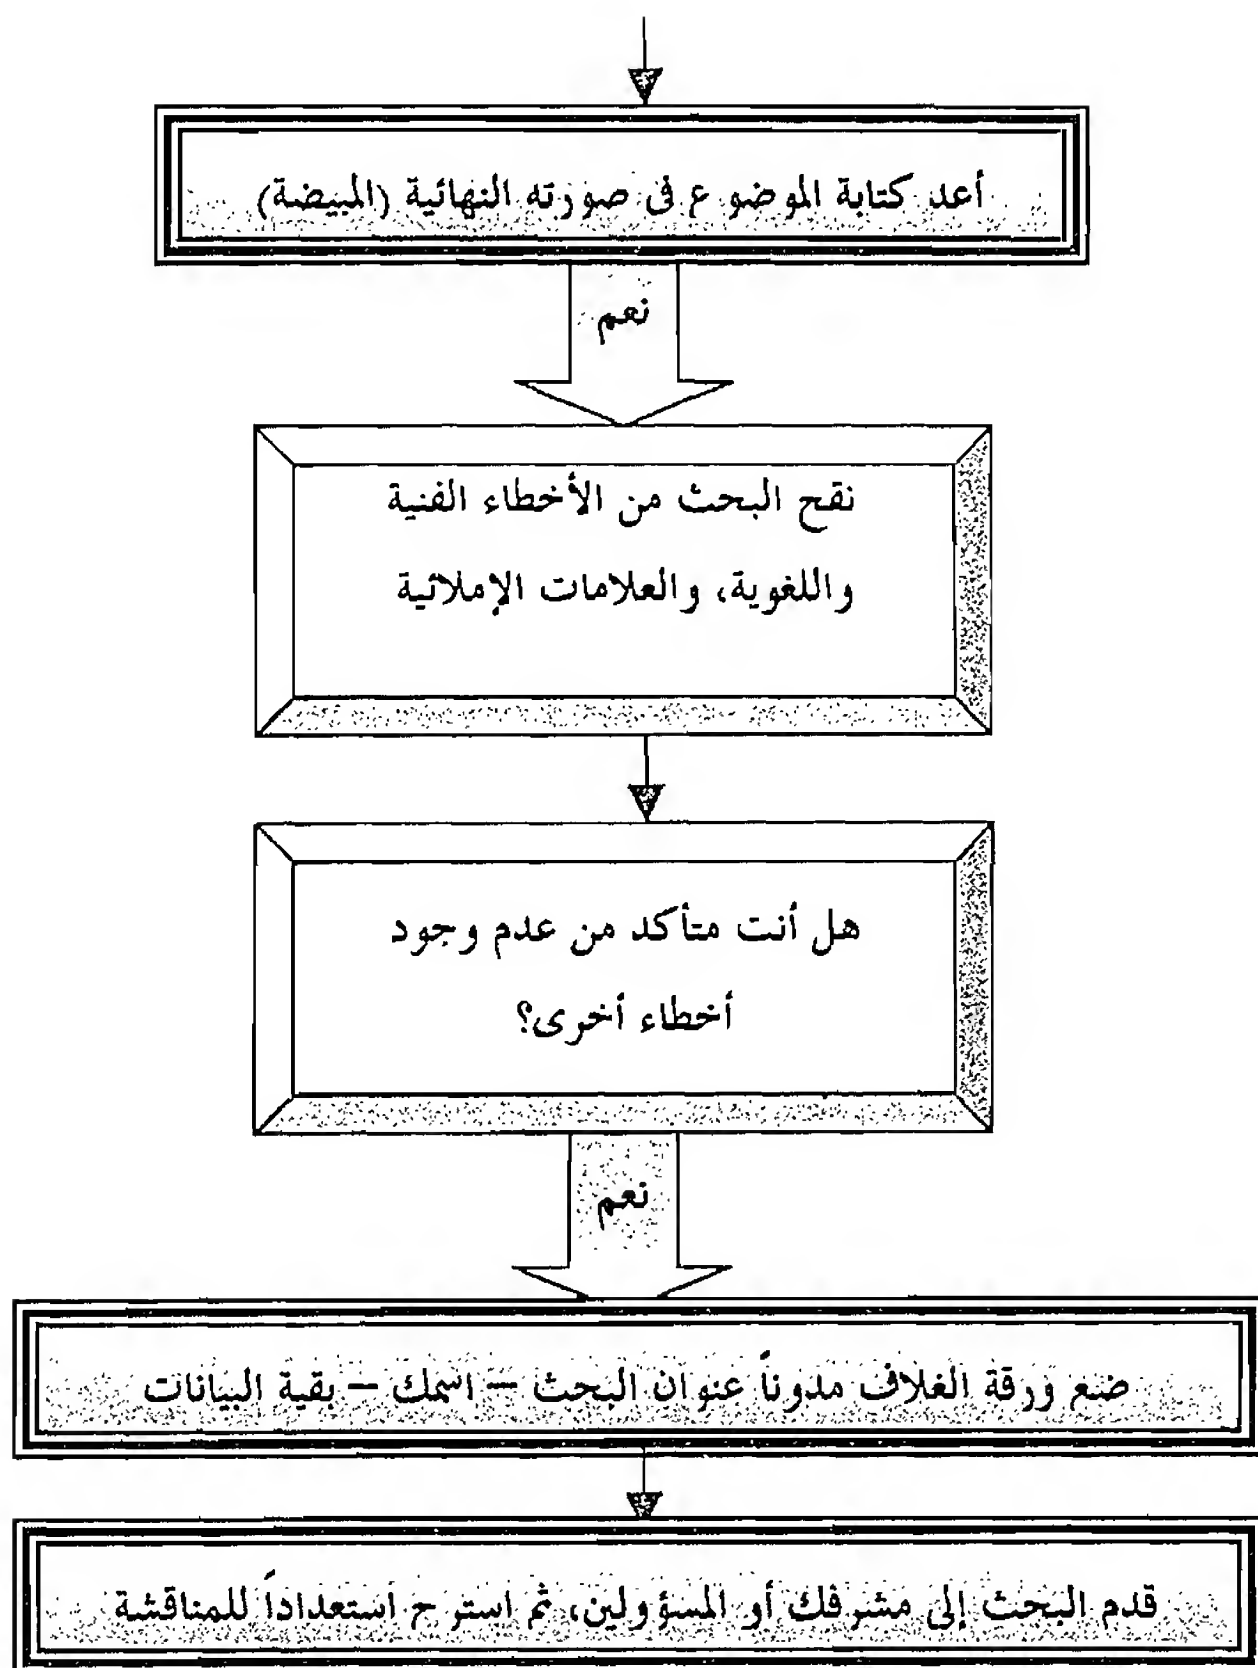 أعد كتابة الموضوع فى صورته النهائية (المبيضة)
نعم
نقح البحث من الأخطاء الفنية
واللغوية، والعلامات الإملائية
هل أنت متأكد من عدم وجود
أخطاء أخرى؟
نعم
ضع ورقة الغلاف مدوناً عنوان البحث – اسمك – بقية البيانات
قدم البحث إلى مشرفك أو المسؤولين، ثم استرح استعداداً للمناقشة